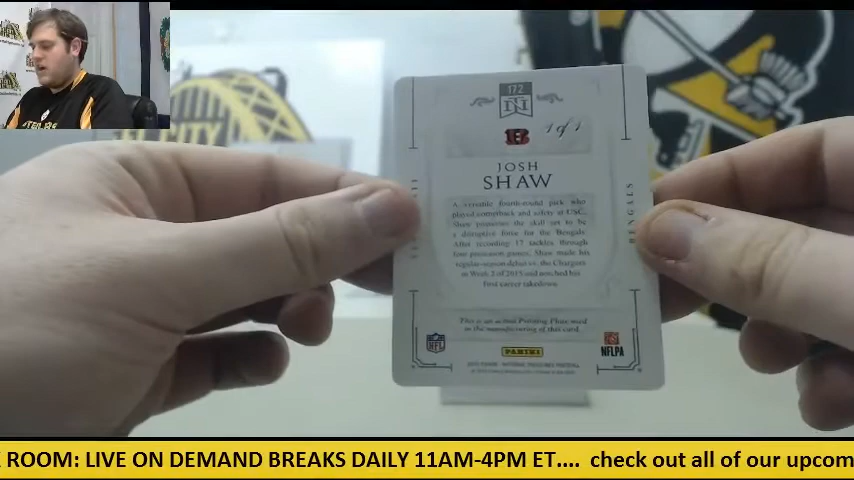 172
1 of 1
JOSH
SHAW
BENGALS
A versatile fourth-round pick who
played cornerback and safety at USC,
Shaw possesses the skill set to be
a disruptive force for the Bengals.
After recording 17 tackles through
four preseason games, Shaw made his
regular-season debut vs. the Chargers
in Week 2 of 2015 and notched his
first career takedown.
This is an actual Printing Plate used
in the manufacturing of this card.
NFL
PANINI
NFLPA
ROOM: LIVE ON DEMAND BREAKS DAILY 11AM-4PM ET.... check out all of our upcom